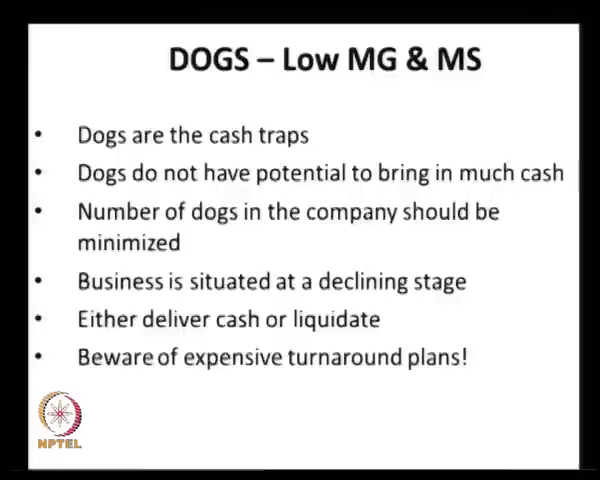 DOGS – Low MG & MS
• Dogs are the cash traps
• Dogs do not have potential to bring in much cash
• Number of dogs in the company should be
minimized
• Business is situated at a declining stage
• Either deliver cash or liquidate
• Beware of expensive turnaround plans!
NPTEL